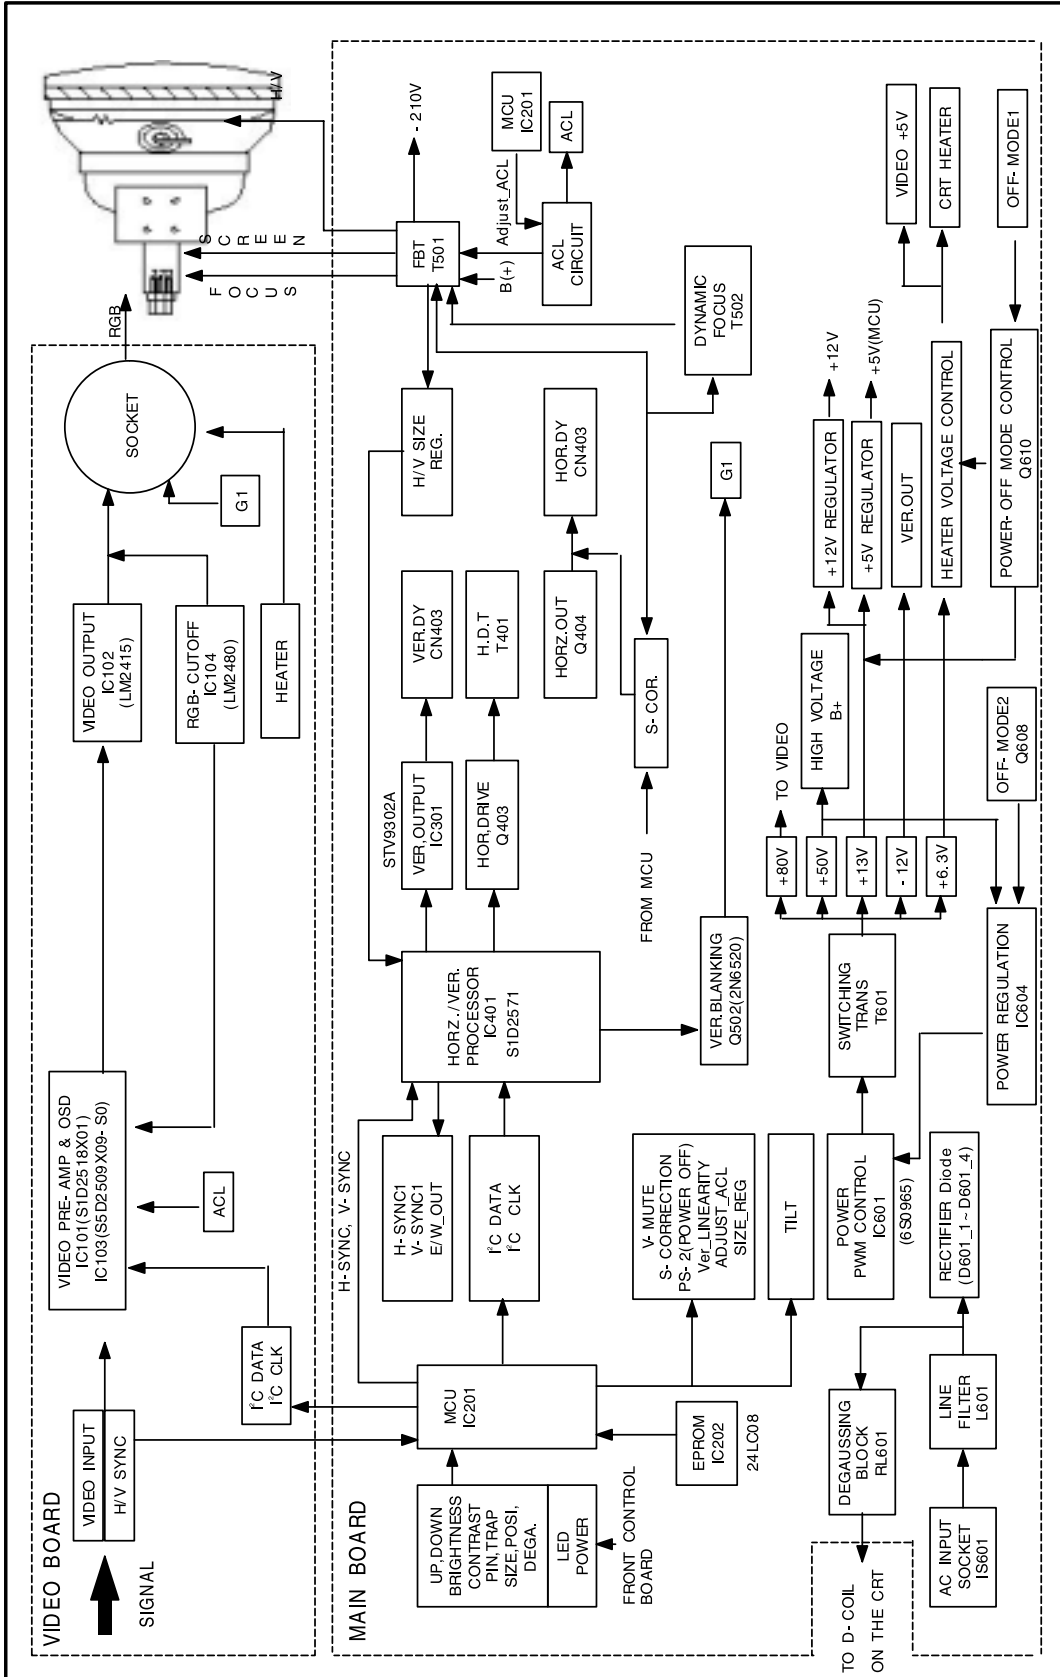 VIDEO BOARD
SIGNAL
VIDEO INPUT
H/V SYNC
I²C DATA
I²C CLK
VIDEO PRE- AMP & OSD
IC101(S1D2518X01)
IC103(S5D2509X09- S0)
ACL
VIDEO OUTPUT
IC102
(LM2415)
RGB- CUTOFF
IC104
(LM2480)
HEATER
G1
SOCKET
RGB
FOCUS
SCREEN
H/V
MAIN BOARD
UP,DOWN
BRIGHTNESS
CONTRAST
PIN,TRAP
SIZE,POSI,
DEGA.
LED
POWER
FRONT CONTROL
BOARD
MCU
IC201
EPROM
IC202
24LC08
H- SYNC, V- SYNC
H- SYNC1
V- SYNC1
E/W_OUT
I²C DATA
I²C CLK
V- MUTE
S- CORRECTION
PS- 2(POWER OFF)
Ver_LINEARITY
ADJUST_ACL
SIZE_REG
TILT
HORZ./VER.
PROCESSOR
IC401
S1D2571
VER.BLANKING
Q502(2N6520)
G1
STV9302A
VER,OUTPUT
IC301
HOR,DRIVE
Q403
VER.DY
CN403
H.D.T
T401
FROM MCU
S- COR.
HORZ.OUT
Q404
HOR.DY
CN403
H/V SIZE
REG.
DYNAMIC
FOCUS
T502
FBT
T501
- 210V
B(+)
Adjust_ACL
ACL
CIRCUIT
MCU
IC201
ACL
TO D- COIL
ON THE CRT
AC INPUT
SOCKET
IS601
LINE
FILTER
L601
DEGAUSSING
BLOCK
RL601
RECTIFIER Diode
(D601_1 ~ D601_4)
POWER
PWM CONTROL
IC601
(6S0965)
SWITCHING
TRANS
T601
POWER REGULATION
IC604
+80V
+50V
+13V
- 12V
+6.3V
TO VIDEO
HIGH VOLTAGE
B+
OFF- MODE2
Q608
+12V REGULATOR
+12V
+5V REGULATOR
+5V(MCU)
VER.OUT
HEATER VOLTAGE CONTROL
POWER- OFF MODE CONTROL
Q610
VIDEO +5V
CRT HEATER
OFF- MODE1